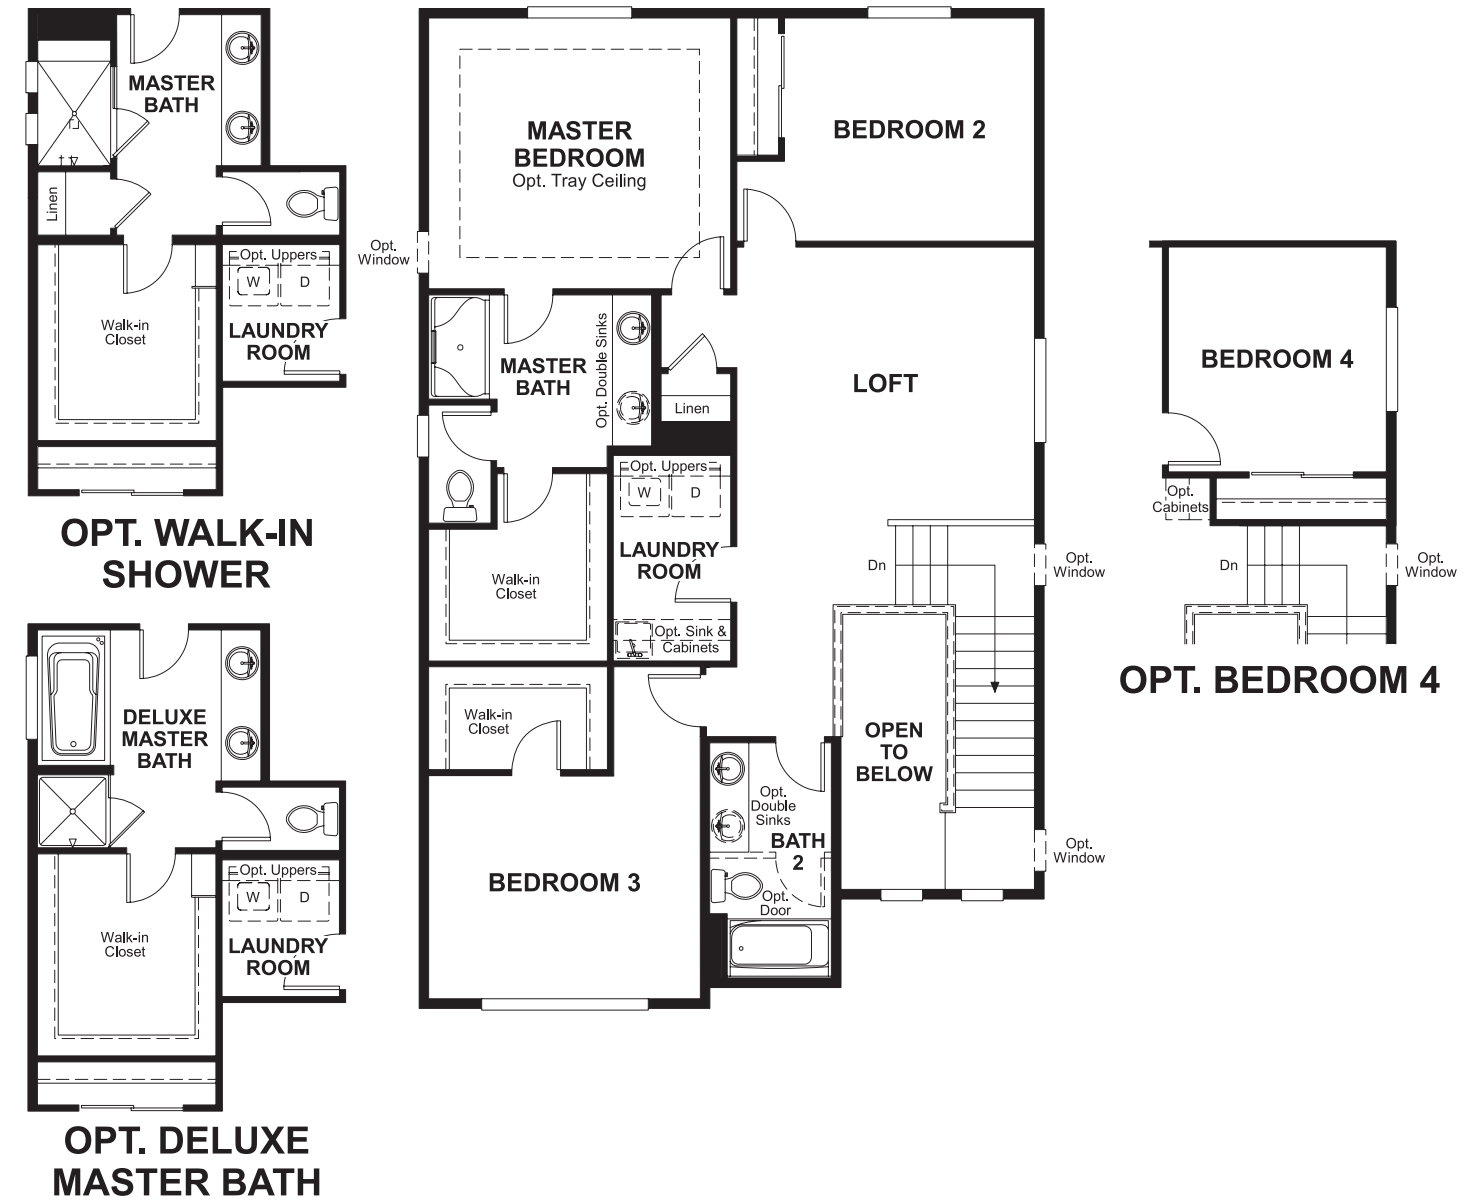 MASTER
BATH
Linen
Opt. Uppers
W
D
Walk-in
Closet
LAUNDRY
ROOM
OPT. WALK-IN
SHOWER
DELUXE
MASTER
BATH
Opt. Uppers
W
D
Walk-in
Closet
LAUNDRY
ROOM
OPT. DELUXE
MASTER BATH
MASTER
BEDROOM
Opt. Tray Ceiling
BEDROOM 2
Opt.
Window
MASTER
BATH
Opt. Double Sinks
Linen
LOFT
Opt. Uppers
W
D
LAUNDRY
ROOM
Walk-in
Closet
Opt. Sink &
Cabinets
Dn
Opt.
Window
Walk-in
Closet
OPEN
TO
BELOW
Opt.
Double
Sinks
BATH
2
Opt.
Door
BEDROOM 3
Opt.
Window
BEDROOM 4
Opt.
Cabinets
Dn
Opt.
Window
OPT. BEDROOM 4